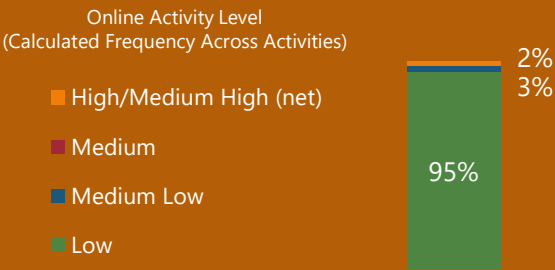 Online Activity Level
(Calculated Frequency Across Activities)
High/Medium High (net)
Medium
Medium Low
Low
2%
3%
95%